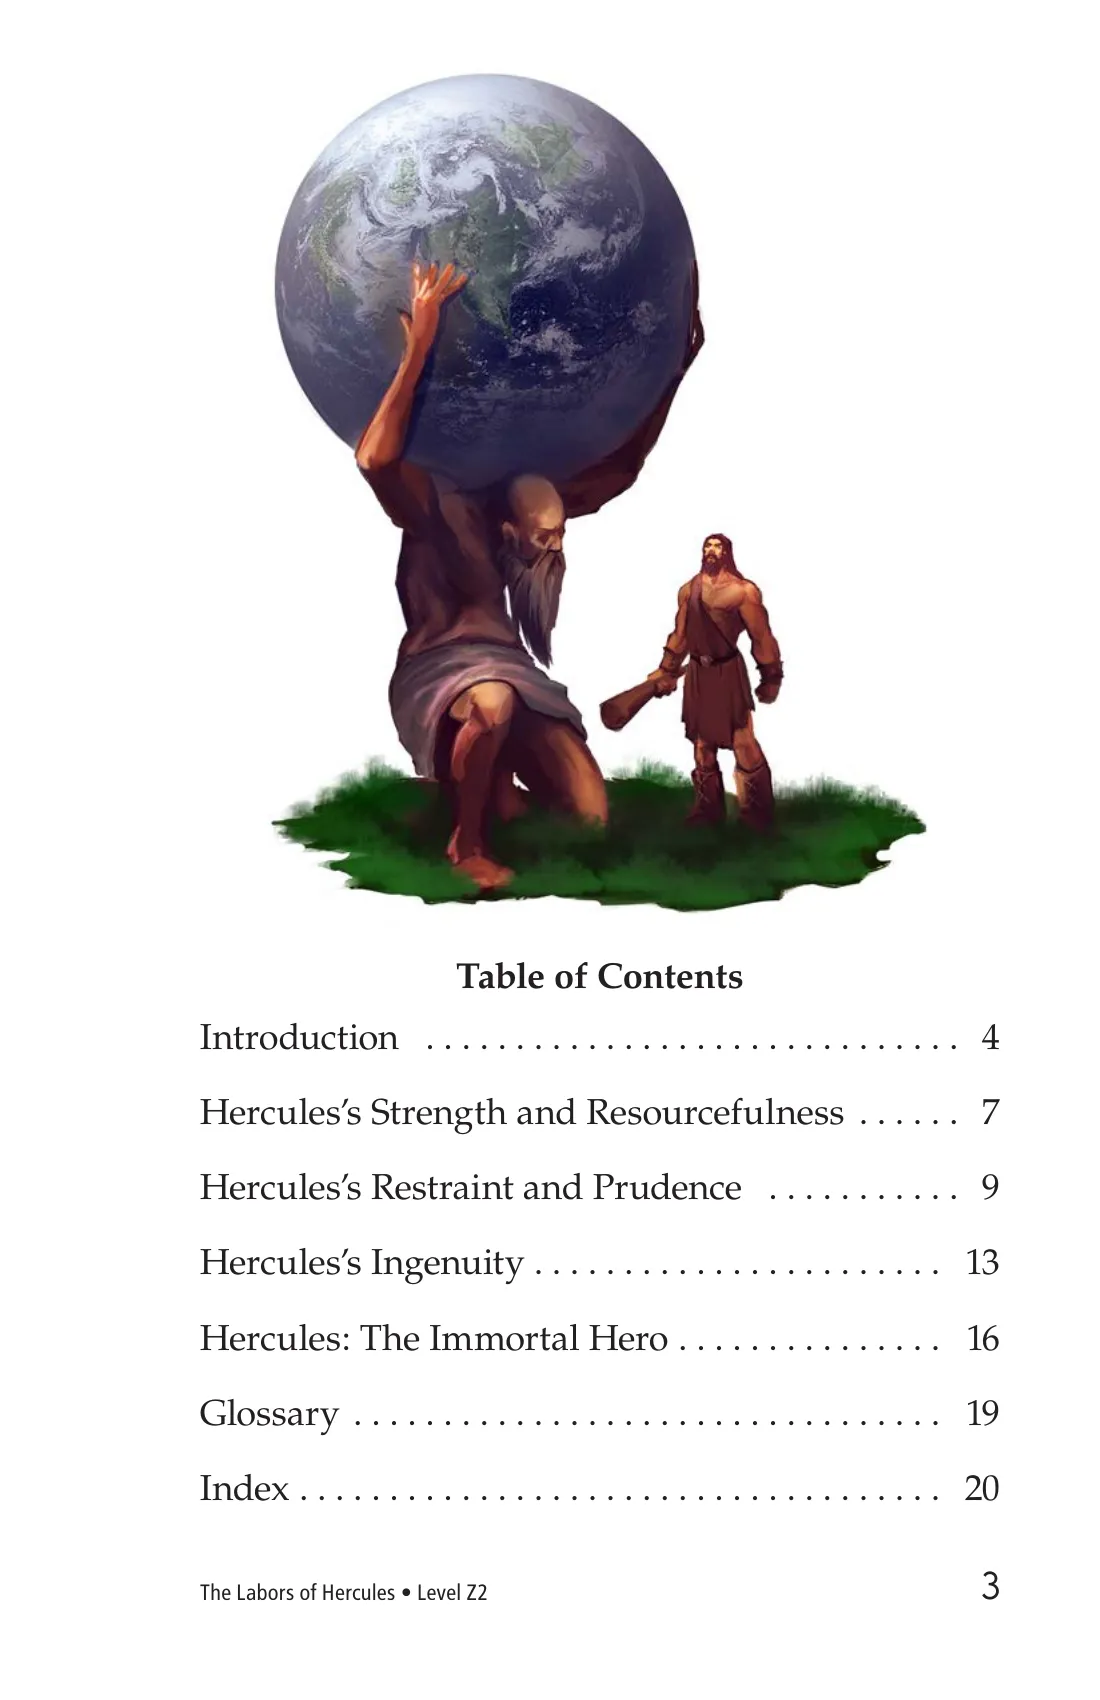 Table of Contents
Introduction . . . . . . . . . . . . . . . . . . . . . . . . . . . . . . 4
Hercules’s Strength and Resourcefulness . . . . . . 7
Hercules’s Restraint and Prudence . . . . . . . . . . . 9
Hercules’s Ingenuity . . . . . . . . . . . . . . . . . . . . . . . 13
Hercules: The Immortal Hero . . . . . . . . . . . . . . . 16
Glossary . . . . . . . . . . . . . . . . . . . . . . . . . . . . . . . . . 19
Index . . . . . . . . . . . . . . . . . . . . . . . . . . . . . . . . . . . . 20
The Labors of Hercules • Level Z2 3